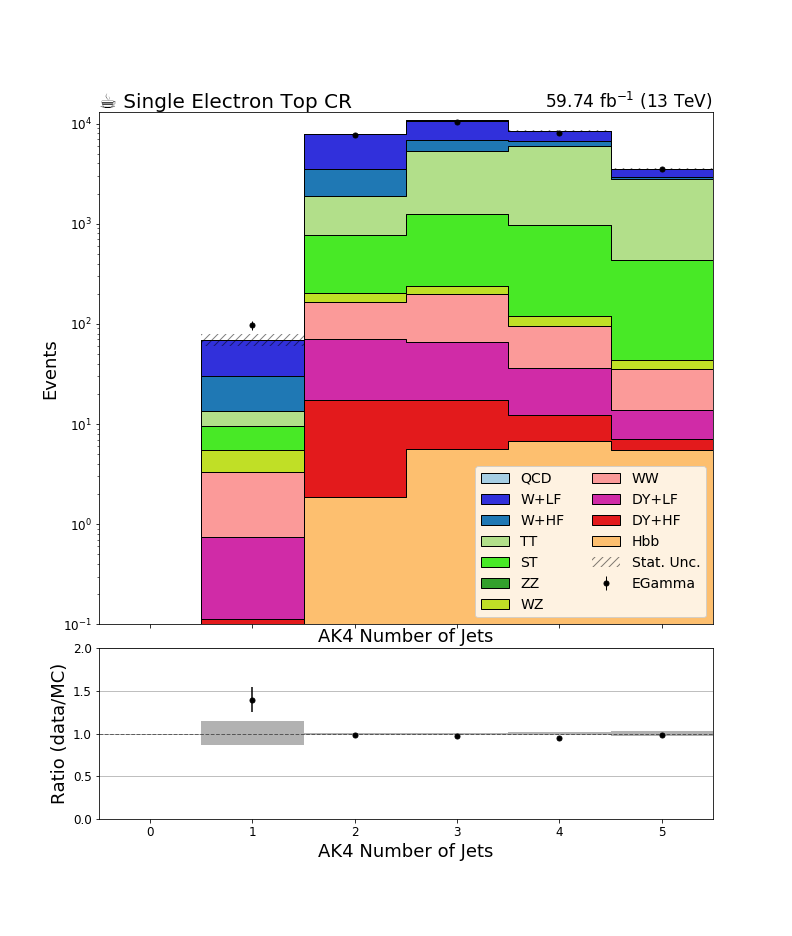 ☕ Single Electron Top CR
59.74 fb⁻¹ (13 TeV)
Events
10⁴
10³
10²
10¹
10⁰
10⁻¹
QCD
W+LF
W+HF
TT
ST
ZZ
WZ
WW
DY+LF
DY+HF
Hbb
Stat. Unc.
EGamma
AK4 Number of Jets
Ratio (data/MC)
2.0
1.5
1.0
0.5
0.0
0 1 2 3 4 5
AK4 Number of Jets